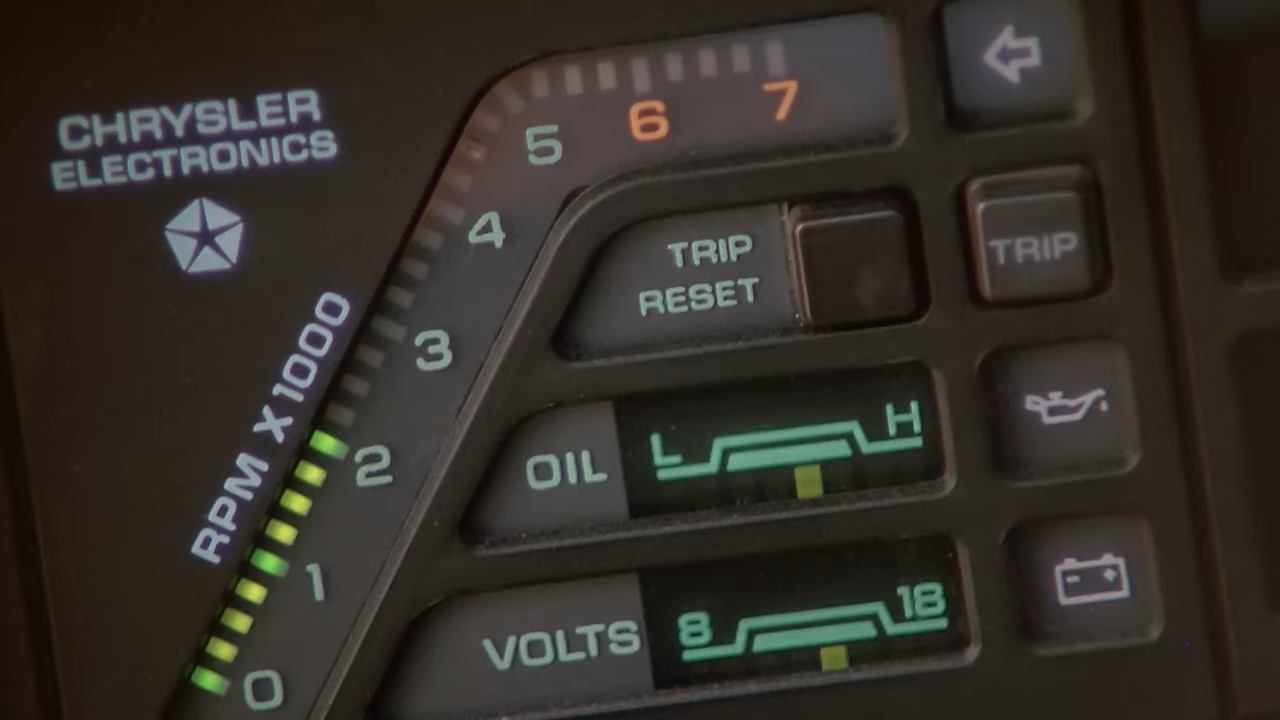 CHRYSLER
ELECTRONICS
RPM X1000
7
6
5
4
3
2
1
0
TRIP
RESET
TRIP
OIL
L H
VOLTS
8 18